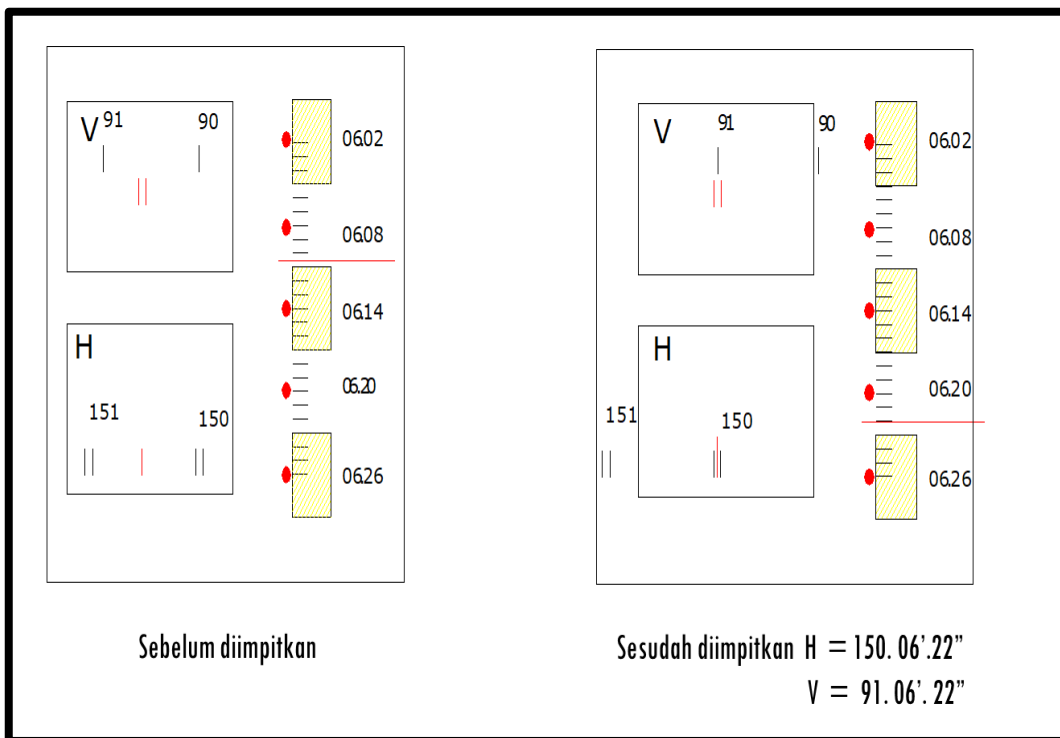 V 91 90
06.02
06.08
06.14
06.20
06.26
H
151 150
V 91 90
06.02
06.08
06.14
06.20
06.26
H
151 150
Sebelum diimpitkan
Sesudah diimpitkan H = 150. 06’.22”
V = 91. 06’. 22”